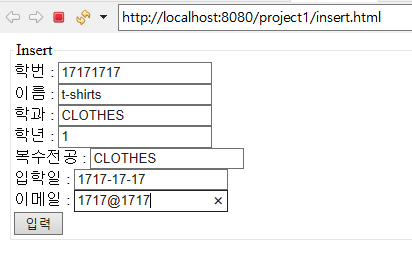 http://localhost:8080/project1/insert.html
Insert
학번 : 17171717
이름 : t-shirts
학과 : CLOTHES
학년 : 1
복수전공 : CLOTHES
입학일 : 1717-17-17
이메일 : 1717@1717
입력